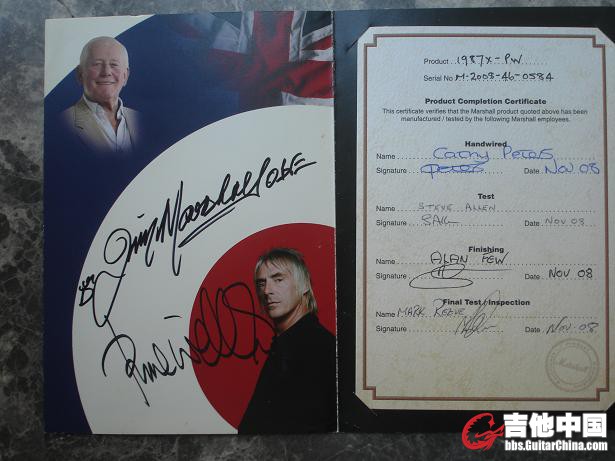 Jim Marshall OBE
Paul Weller
Product 1987X-PW
Serial No M-2008-46-0584
Product Completion Certificate
This certificate verifies that the Marshall product quoted above has been
manufactured / tested by the following Marshall employees.
Handwired
Name Cathy Peters
Signature Date Nov 08
Test
Name STEVE ALLEN
Signature Date NOV 08
Finishing
Name ALAN FEW
Signature Date NOV 08
Final Test / Inspection
Name MARK REEVE
Signature Date Nov 08
Marshall
吉他中国
bbs.GuitarChina.com